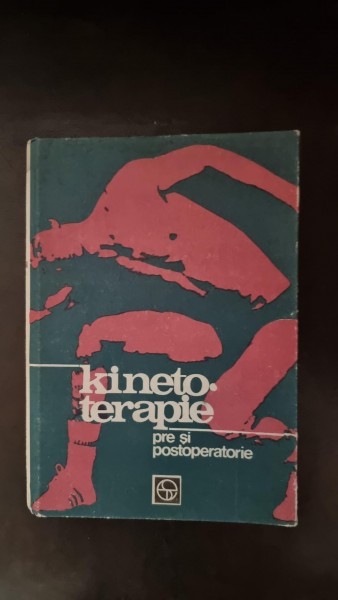 kineto.
terapie
pre și
postoperatorie